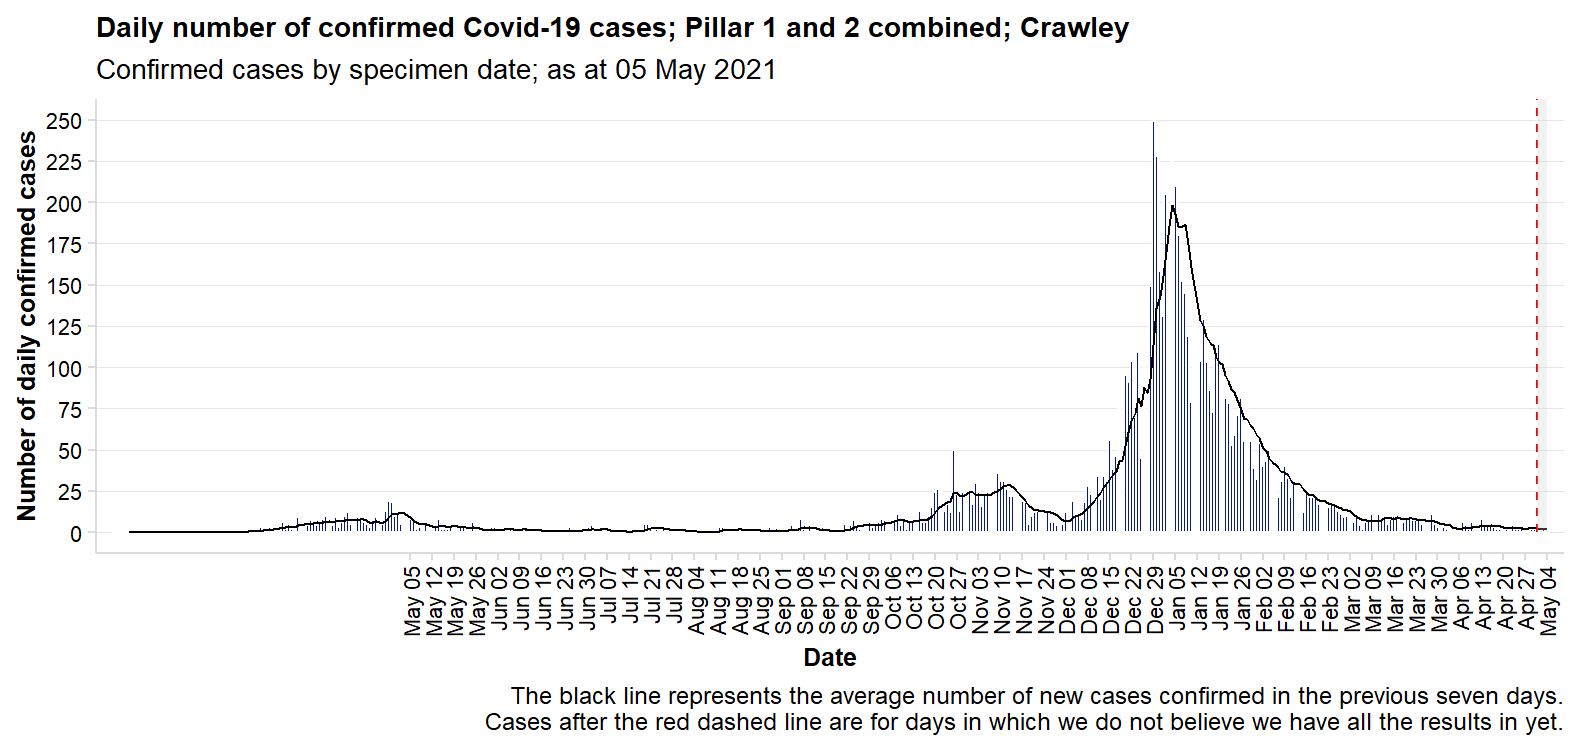 Daily number of confirmed Covid-19 cases; Pillar 1 and 2 combined; Crawley
Confirmed cases by specimen date; as at 05 May 2021
Number of daily confirmed cases
250
225
200
175
150
125
100
75
50
25
0
May 05
May 12
May 19
May 26
Jun 02
Jun 09
Jun 16
Jun 23
Jun 30
Jul 07
Jul 14
Jul 21
Jul 28
Aug 04
Aug 11
Aug 18
Aug 25
Sep 01
Sep 08
Sep 15
Sep 22
Sep 29
Oct 06
Oct 13
Oct 20
Oct 27
Nov 03
Nov 10
Nov 17
Nov 24
Dec 01
Dec 08
Dec 15
Dec 22
Dec 29
Jan 05
Jan 12
Jan 19
Jan 26
Feb 02
Feb 09
Feb 16
Feb 23
Mar 02
Mar 09
Mar 16
Mar 23
Mar 30
Apr 06
Apr 13
Apr 20
Apr 27
May 04
Date
The black line represents the average number of new cases confirmed in the previous seven days.
Cases after the red dashed line are for days in which we do not believe we have all the results in yet.